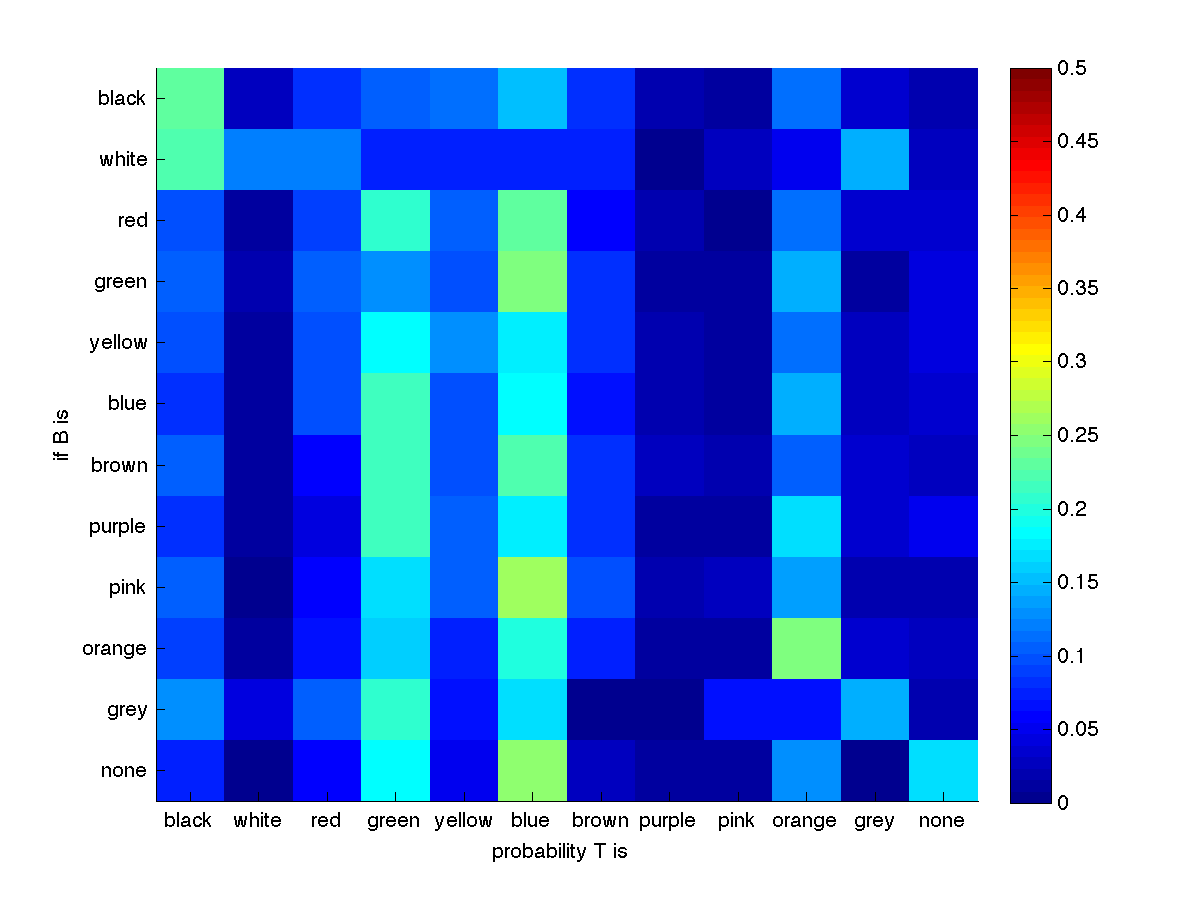 black
white
red
green
yellow
blue
brown
purple
pink
orange
grey
none
if B is
black white red green yellow blue brown purple pink orange grey none
probability T is
0.5
0.45
0.4
0.35
0.3
0.25
0.2
0.15
0.1
0.05
0